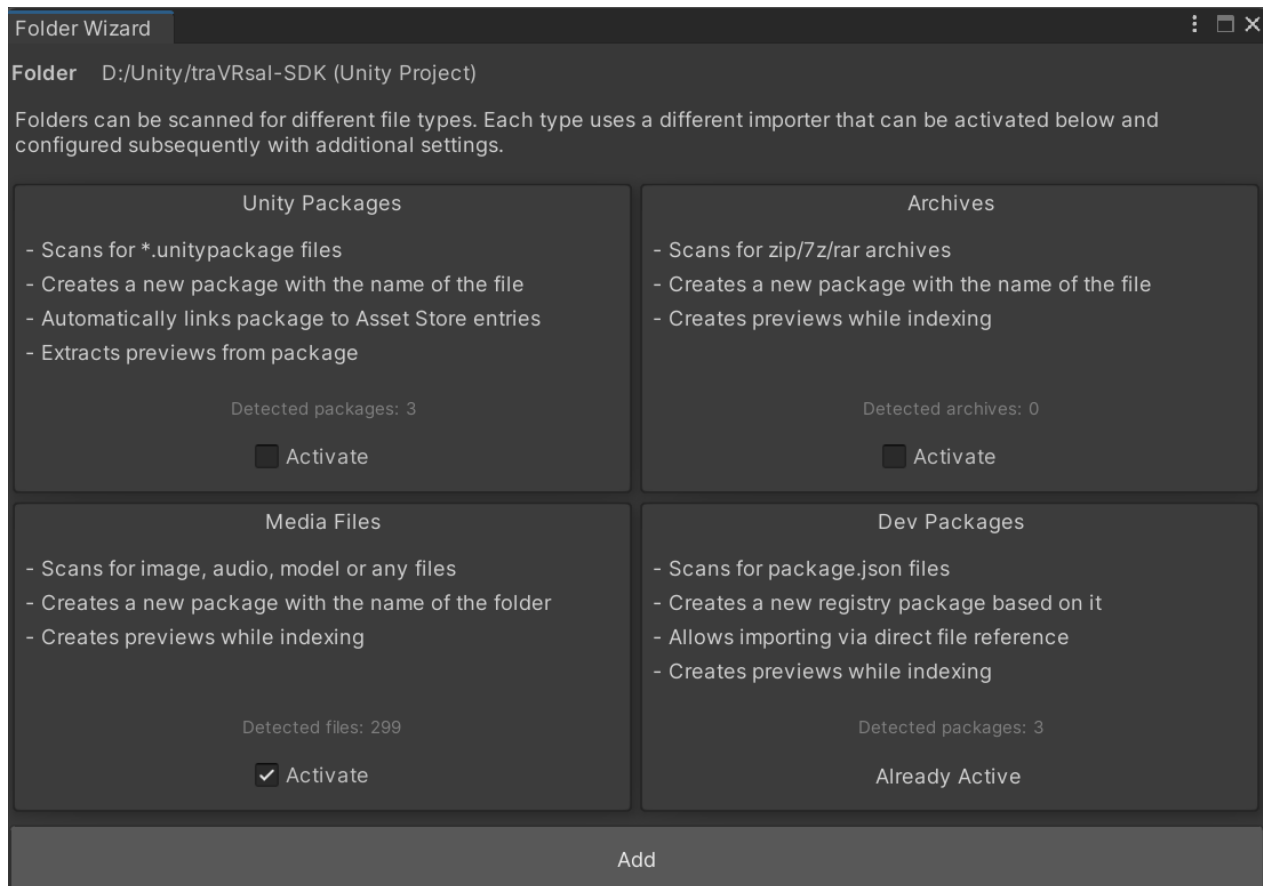 Folder Wizard
Folder D:/Unity/traVRsal-SDK (Unity Project)
Folders can be scanned for different file types. Each type uses a different importer that can be activated below and
configured subsequently with additional settings.
Unity Packages
- Scans for *.unitypackage files
- Creates a new package with the name of the file
- Automatically links package to Asset Store entries
- Extracts previews from package
Detected packages: 3
Activate
Archives
- Scans for zip/7z/rar archives
- Creates a new package with the name of the file
- Creates previews while indexing
Detected archives: 0
Activate
Media Files
- Scans for image, audio, model or any files
- Creates a new package with the name of the folder
- Creates previews while indexing
Detected files: 299
Activate
Dev Packages
- Scans for package.json files
- Creates a new registry package based on it
- Allows importing via direct file reference
- Creates previews while indexing
Detected packages: 3
Already Active
Add